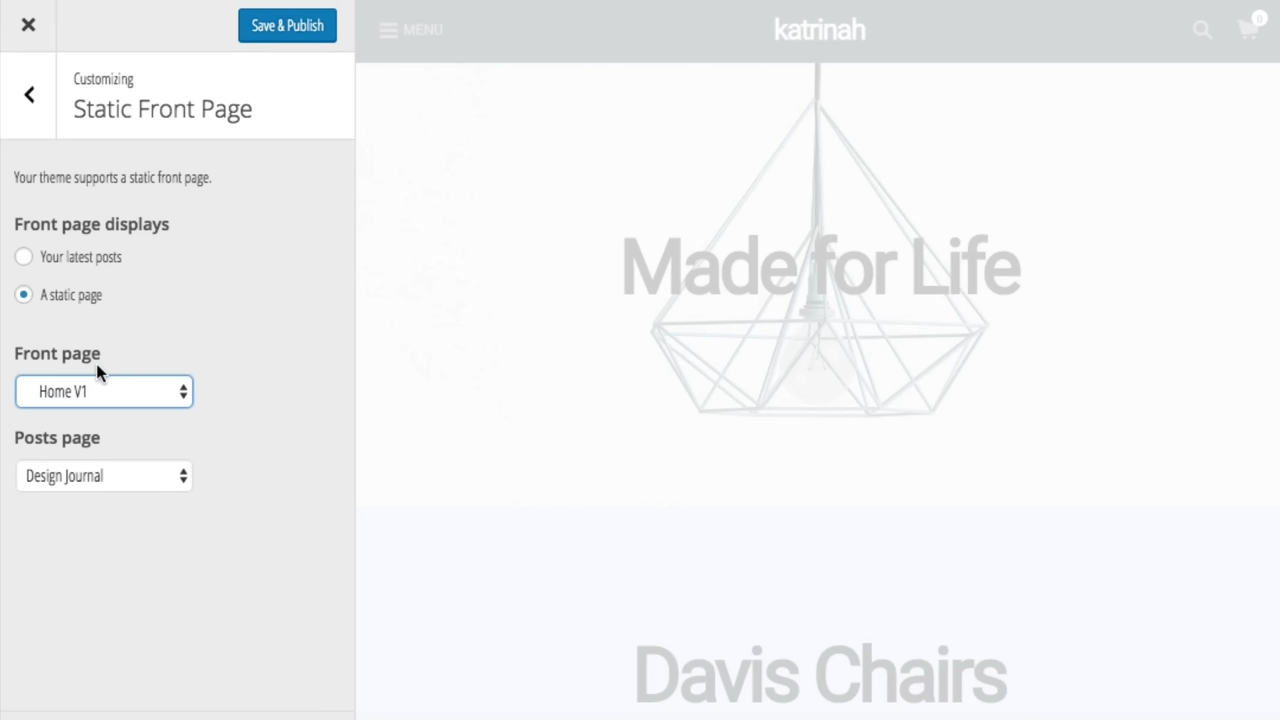 Save & Publish
Customizing
Static Front Page
Your theme supports a static front page.
Front page displays
Your latest posts
A static page
Front page
Home V1
Posts page
Design Journal
MENU
katrinah
0
Made for Life
Davis Chairs